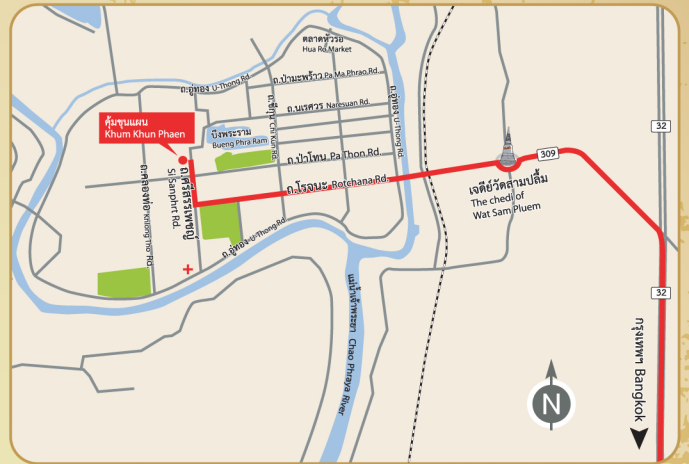 ตลาดหัวรอ
Hua Ro Market
ถ.อู่ทอง U-Thong Rd.
ถ.ป่ามะพร้าว Pa Ma Phrao Rd.
ถ.นเรศวร Naresuan Rd.
ถ.ชีกุน Chi Kun Rd.
ถ.อู่ทอง U-Thong Rd.
คุ้มขุนแผน
Khum Khun Phaen
บึงพระราม
Bueng Phra Ram
ถ.ป่าโทน Pa Thon Rd.
ถ.โรจนะ Rotchana Rd.
ถ.ศรีสรรเพชญ์
Si Sanphrt Rd.
ถ.คลองท่อ Khlong Tho Rd.
ถ.อู่ทอง U-Thong Rd.
แม่น้ำเจ้าพระยา Chao Phraya River
เจดีย์วัดสามปลื้ม
The chedi of
Wat Sam Pluem
309
32
32
กรุงเทพฯ Bangkok
N